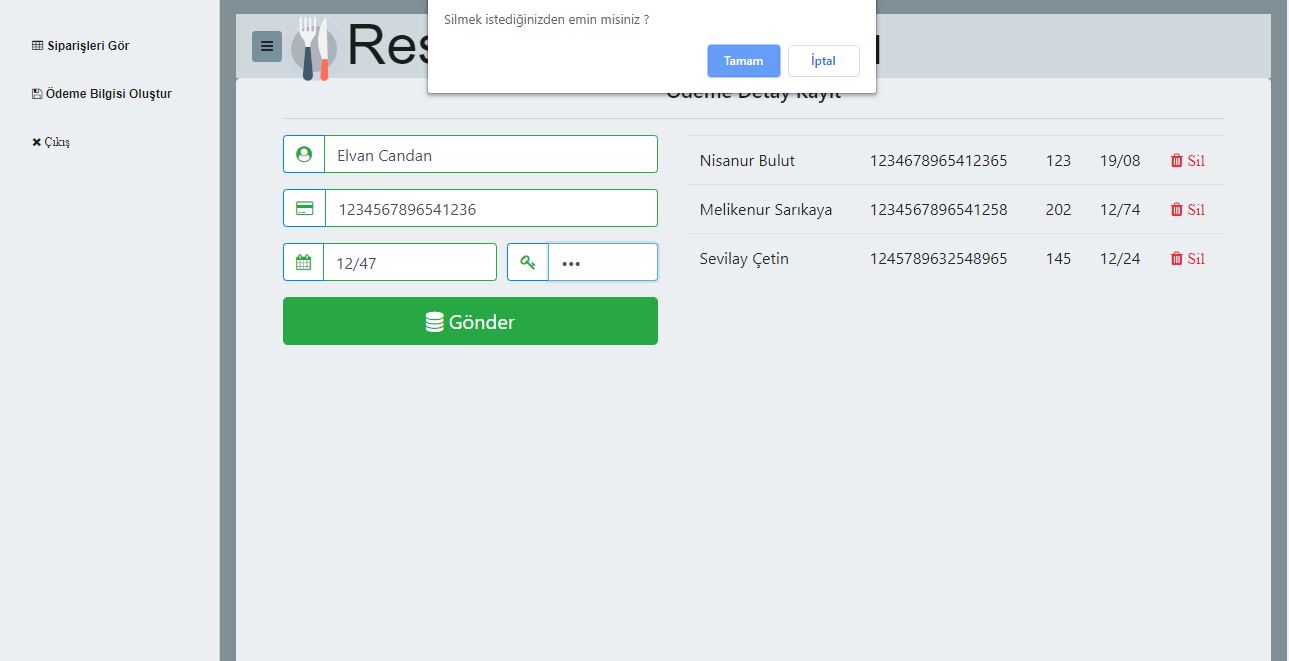 Silmek istediğinizden emin misiniz ?
Tamam İptal
Siparişleri Gör
Ödeme Bilgisi Oluştur
Çıkış
Ödeme Detay Kayıt
Elvan Candan
1234567896541236
12/47 •••
Gönder
Nisanur Bulut 1234678965412365 123 19/08 Sil
Melikenur Sarıkaya 1234567896541258 202 12/74 Sil
Sevilay Çetin 1245789632548965 145 12/24 Sil